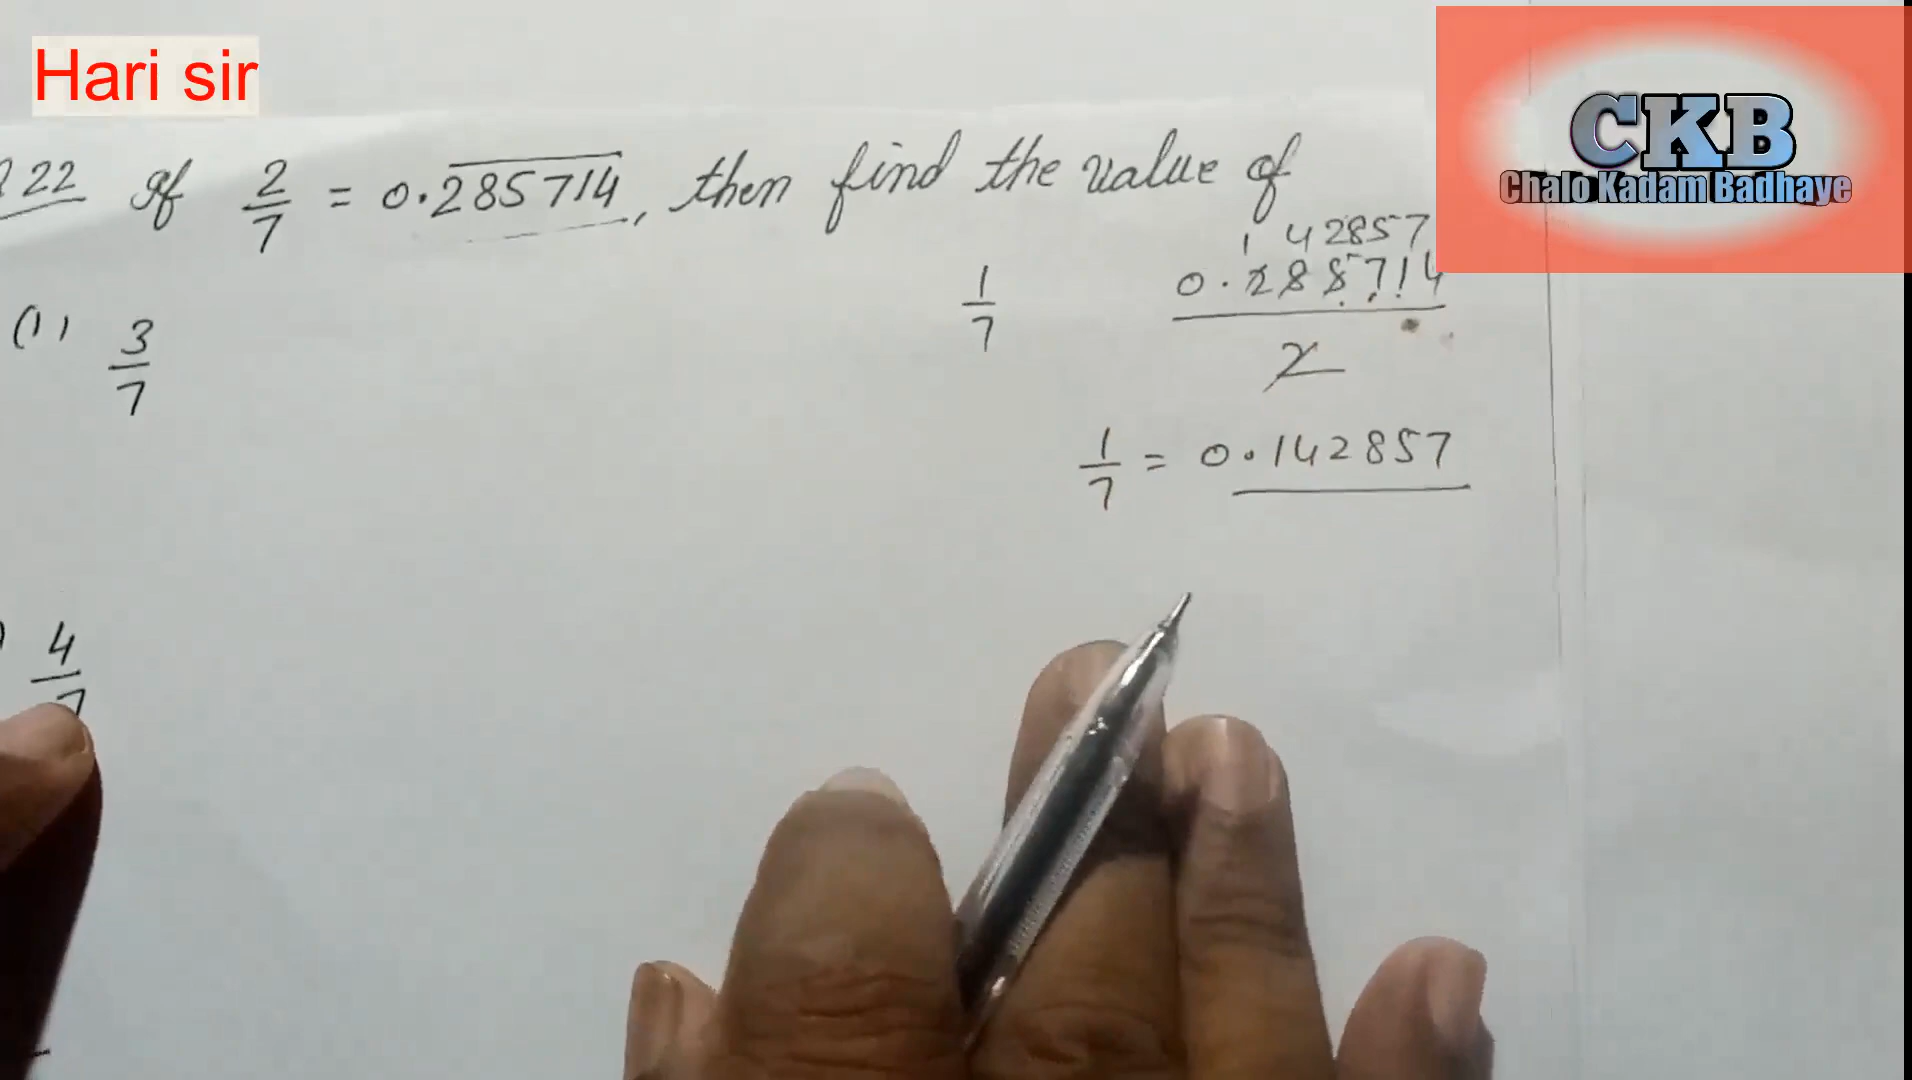 Hari sir
CKB
Chalo Kadam Badhaye
22 If 2/7 = 0.285714, then find the value of
142857
1/7 0.285714
2
(1) 3/7
1/7 = 0.142857
4/7